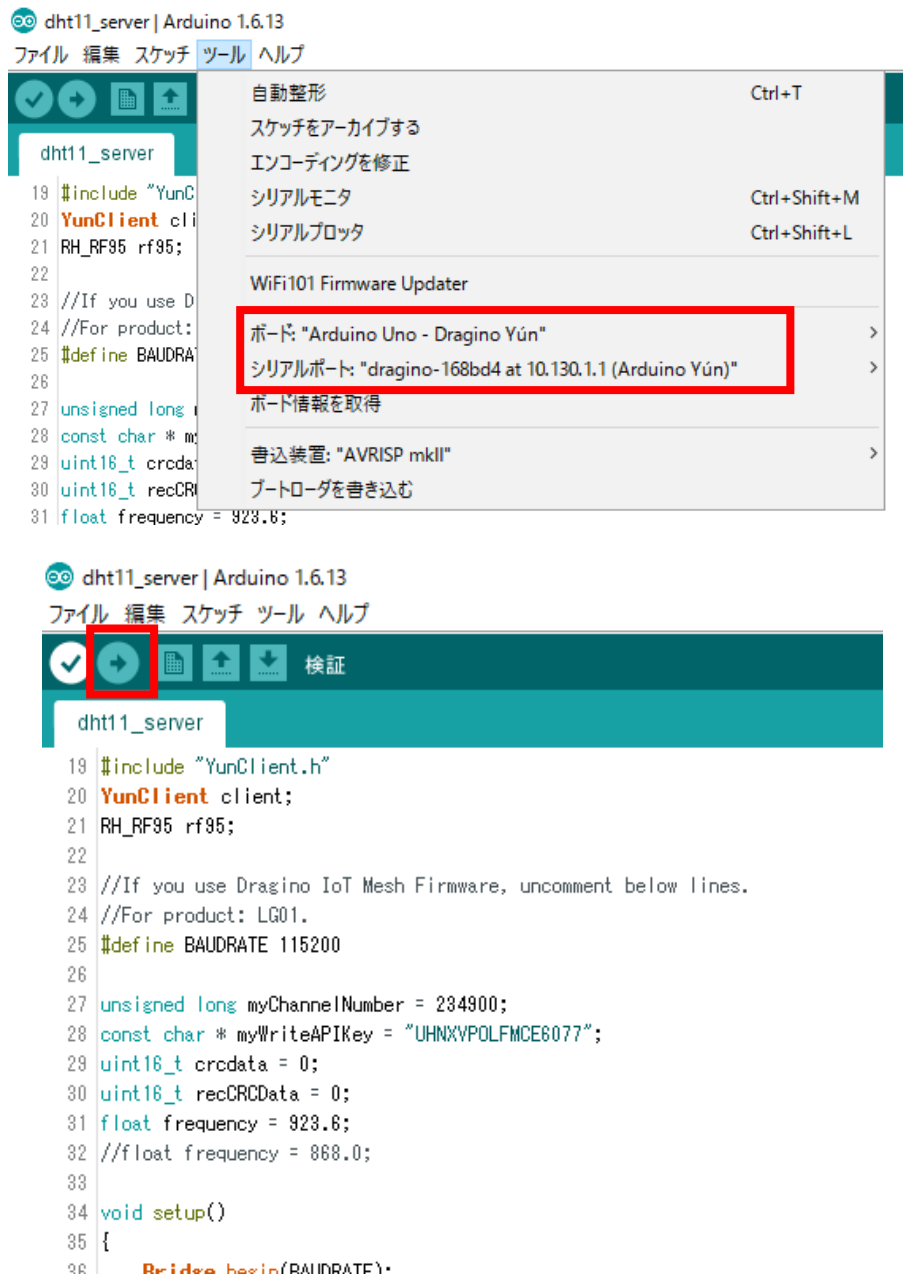 dht11_server | Arduino 1.6.13
ファイル 編集 スケッチ ツール ヘルプ
自動整形 Ctrl+T
スケッチをアーカイブする
エンコーディングを修正
シリアルモニタ Ctrl+Shift+M
シリアルプロッタ Ctrl+Shift+L
WiFi101 Firmware Updater
ボード: "Arduino Uno - Dragino Yún"
シリアルポート: "dragino-168bd4 at 10.130.1.1 (Arduino Yún)"
ボード情報を取得
書込装置: "AVRISP mkII"
ブートローダを書き込む
dht11_server
19 #include "YunC
20 YunClient cli
21 RH_RF95 rf95;
22
23 //If you use D
24 //For product:
25 #define BAUDRA
26
27 unsigned long
28 const char * m
29 uint16_t crcda
30 uint16_t recCR
31 float frequency = 923.6;
dht11_server | Arduino 1.6.13
ファイル 編集 スケッチ ツール ヘルプ
検証
dht11_server
19 #include "YunClient.h"
20 YunClient client;
21 RH_RF95 rf95;
22
23 //If you use Dragino IoT Mesh Firmware, uncomment below lines.
24 //For product: LG01.
25 #define BAUDRATE 115200
26
27 unsigned long myChannelNumber = 234900;
28 const char * myWriteAPIKey = "UHNXVPOLFMCE6077";
29 uint16_t crcdata = 0;
30 uint16_t recCRCData = 0;
31 float frequency = 923.6;
32 //float frequency = 868.0;
33
34 void setup()
35 {
36 Bridge.begin(BAUDRATE);